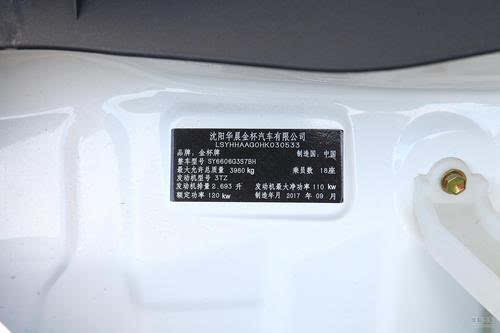 沈阳华晨金杯汽车有限公司
LSYHHAAG0HK030533
品牌：金杯牌 制造国：中国
整车型号 SY6606G3S7BH
最大允许总质量 3960 kg 乘员数 18座
发动机型号 3TZ
发动机排量 2.693 升 发动机最大净功率 110 kw
额定功率 120 kw 制造年月 2017 年 09 月